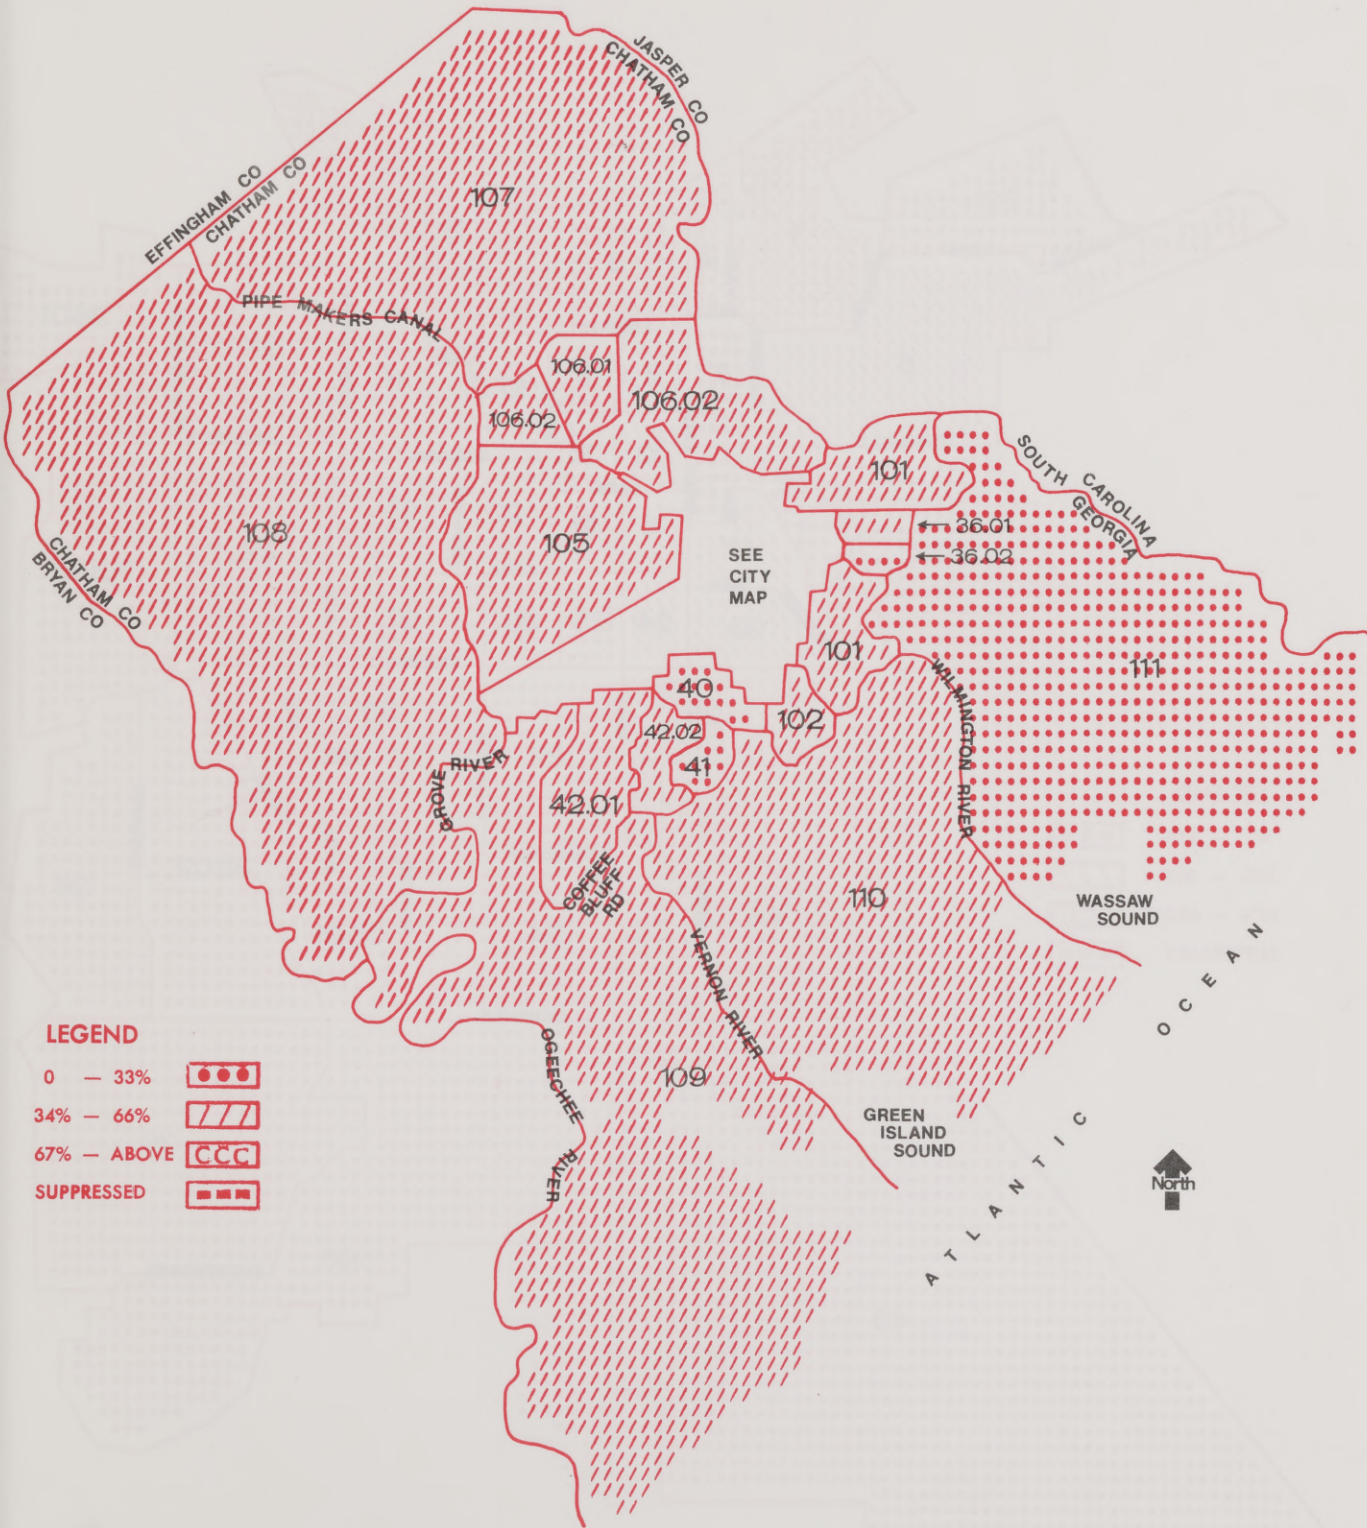 JASPER CO
CHATHAM CO
EFFINGHAM CO
CHATHAM CO
107
PIPE MAKERS CANAL
106.01
106.02
106.02
101
SOUTH CAROLINA
GEORGIA
36.01
36.02
108
105
SEE
CITY
MAP
CHATHAM CO
BRYAN CO
101
111
40
WILMINGTON RIVER
102
42.02
41
GROVE RIVER
42.01
COFFEE
BLUFF
RD
110
WASSAW
SOUND
VERNON RIVER
ATLANTIC OCEAN
LEGEND
0 — 33%
34% — 66%
67% — ABOVE CCC
SUPPRESSED
OGEECHEE RIVER
109
GREEN
ISLAND
SOUND
North